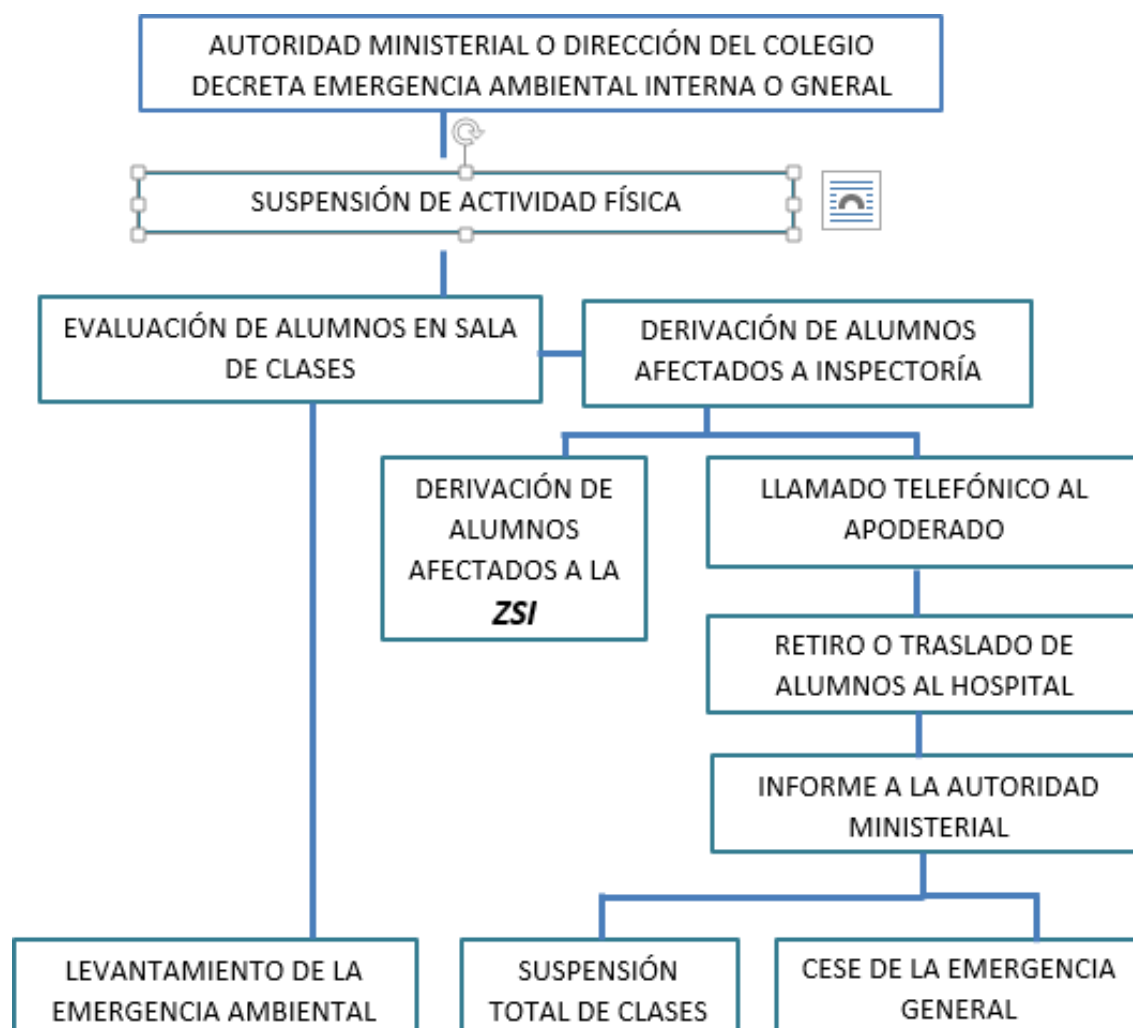 AUTORIDAD MINISTERIAL O DIRECCIÓN DEL COLEGIO
DECRETA EMERGENCIA AMBIENTAL INTERNA O GNERAL
SUSPENSIÓN DE ACTIVIDAD FÍSICA
EVALUACIÓN DE ALUMNOS EN SALA
DE CLASES
DERIVACIÓN DE ALUMNOS
AFECTADOS A INSPECTORÍA
DERIVACIÓN DE
ALUMNOS
AFECTADOS A LA
ZSI
LLAMADO TELEFÓNICO AL
APODERADO
RETIRO O TRASLADO DE
ALUMNOS AL HOSPITAL
INFORME A LA AUTORIDAD
MINISTERIAL
LEVANTAMIENTO DE LA
EMERGENCIA AMBIENTAL
SUSPENSIÓN
TOTAL DE CLASES
CESE DE LA EMERGENCIA
GENERAL